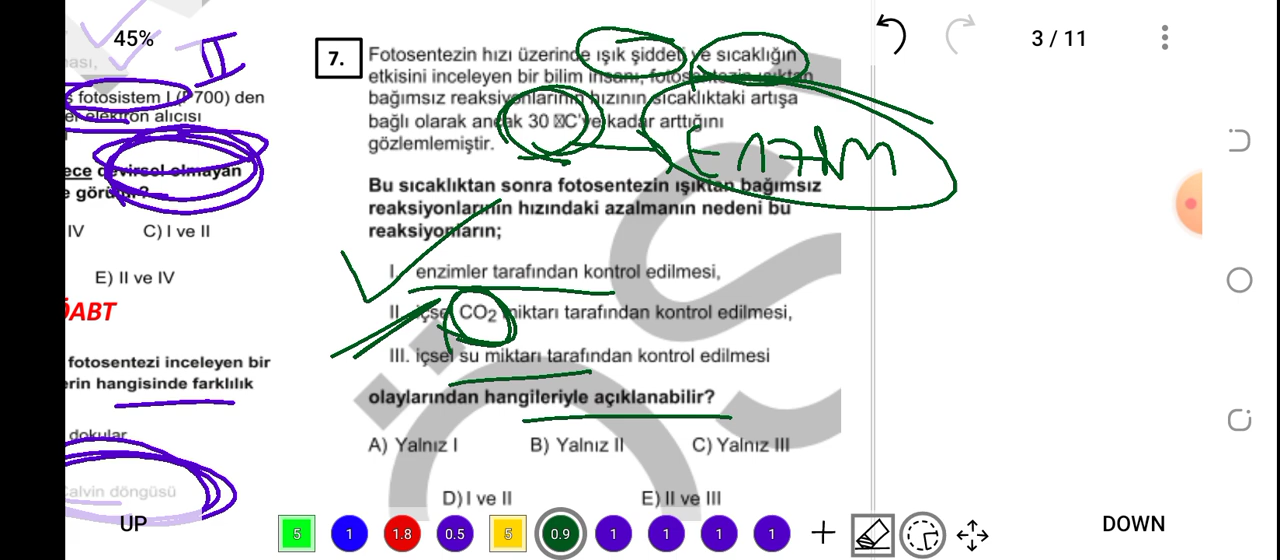 45%
3 / 11
ması,
fotosistem I (P700) den
elektron alıcısı
II
ece devirsel olmayan
e görülür?
IV
C) I ve II
E) II ve IV
ÖABT
fotosentezi inceleyen bir
erin hangisinde farklılık
dokular
Calvin döngüsü
UP
7.
Fotosentezin hızı üzerinde ışık şiddeti ve sıcaklığın
etkisini inceleyen bir bilim insanı, fotosentezin ışıktan
bağımsız reaksiyonlarının hızının sıcaklıktaki artışa
bağlı olarak ancak 30 C'ye kadar arttığını
gözlemlemiştir.
Bu sıcaklıktan sonra fotosentezin ışıktan bağımsız
reaksiyonlarının hızındaki azalmanın nedeni bu
reaksiyonların;
I. enzimler tarafından kontrol edilmesi,
II. içsel CO2 miktarı tarafından kontrol edilmesi,
III. içsel su miktarı tarafından kontrol edilmesi
olaylarından hangileriyle açıklanabilir?
A) Yalnız I
B) Yalnız II
C) Yalnız III
D) I ve II
E) II ve III
5 1 1.8 0.5 5 0.9 1 1 1 1
DOWN